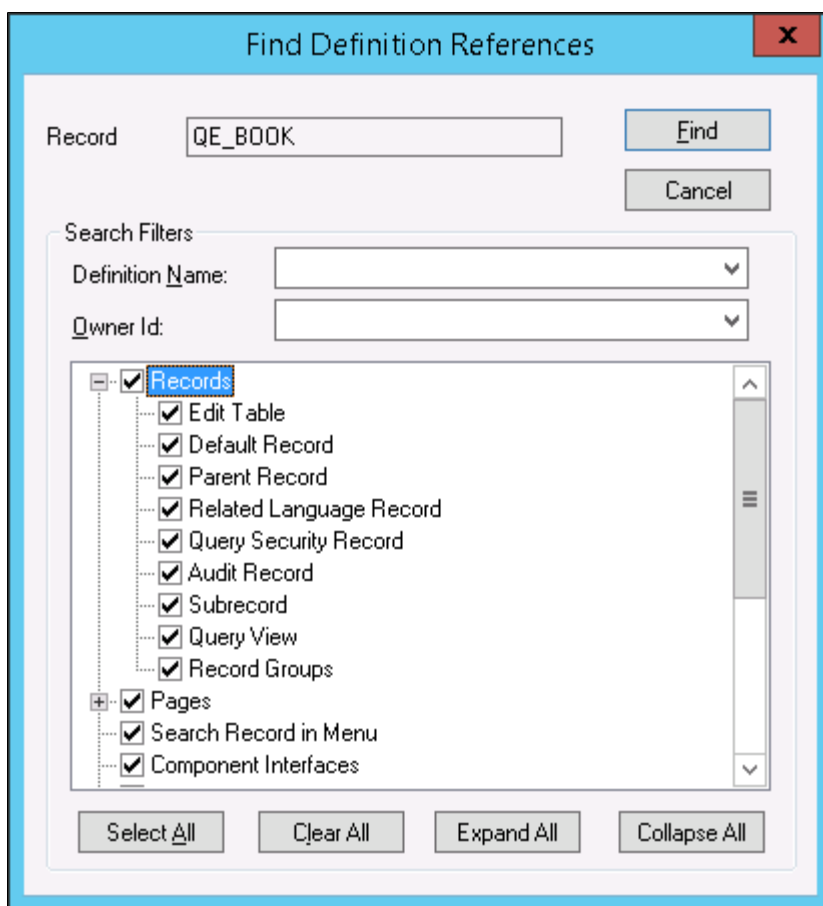 Find Definition References
x
Record QE_BOOK Find
Cancel
Search Filters
Definition Name:
Owner Id:
Records
Edit Table
Default Record
Parent Record
Related Language Record
Query Security Record
Audit Record
Subrecord
Query View
Record Groups
Pages
Search Record in Menu
Component Interfaces
Select All Clear All Expand All Collapse All